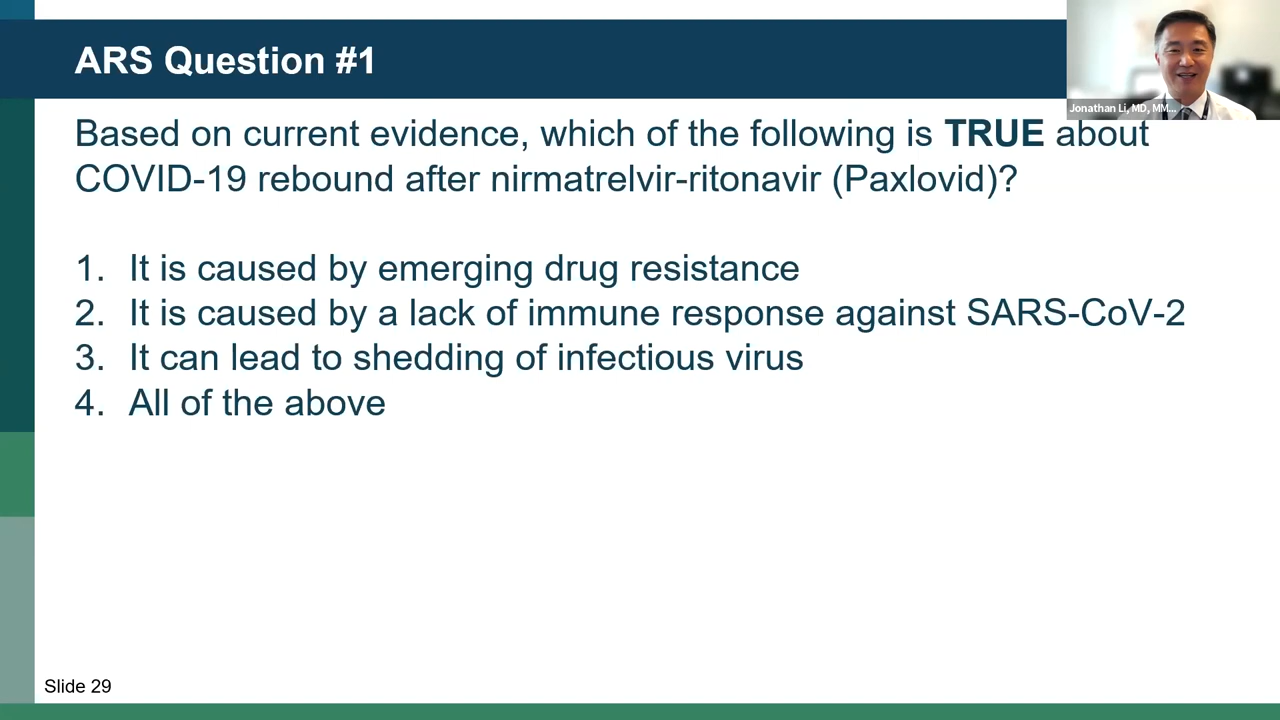 ARS Question #1
Jonathan Li, MD, MM...
Based on current evidence, which of the following is TRUE about
COVID-19 rebound after nirmatrelvir-ritonavir (Paxlovid)?
1. It is caused by emerging drug resistance
2. It is caused by a lack of immune response against SARS-CoV-2
3. It can lead to shedding of infectious virus
4. All of the above
Slide 29